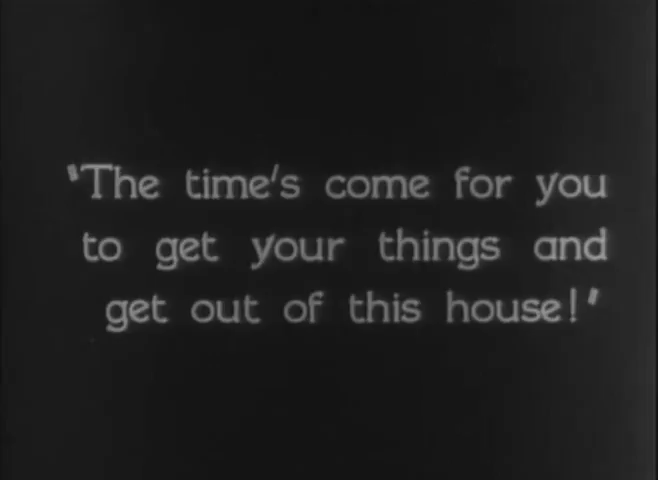 "The time's come for you
to get your things and
get out of this house!"